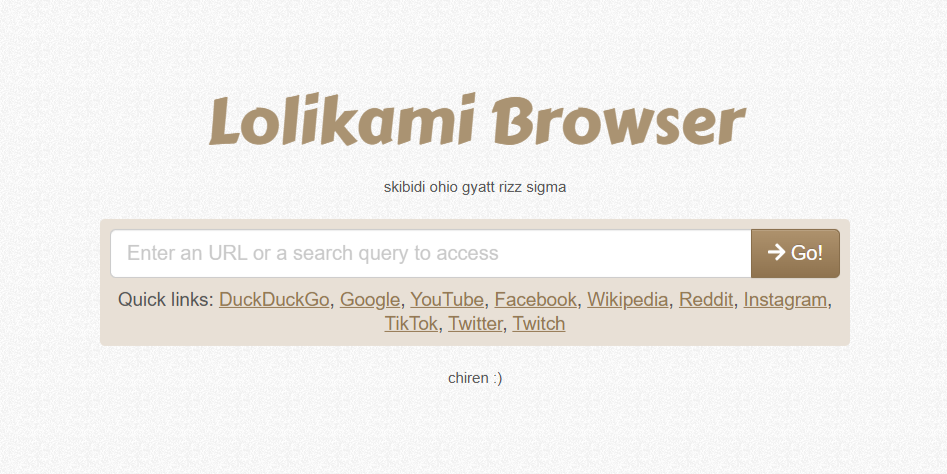 Lolikami Browser
skibidi ohio gyatt rizz sigma
Enter an URL or a search query to access
Go!
Quick links: DuckDuckGo, Google, YouTube, Facebook, Wikipedia, Reddit, Instagram,
TikTok, Twitter, Twitch
chiren :)